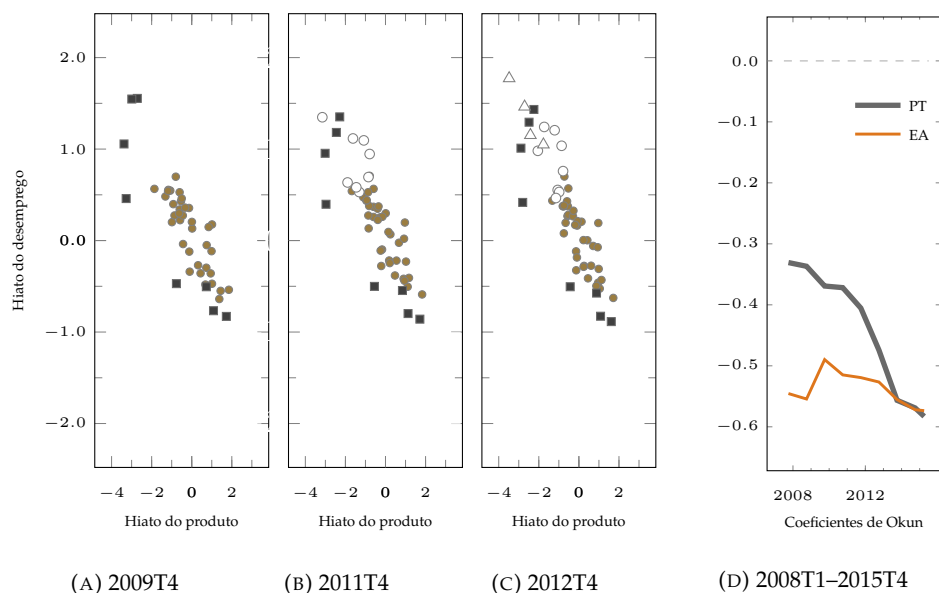 Hiato do desemprego
2.0
1.0
0.0
−1.0
−2.0
−4 −2 0 2
Hiato do produto
(A) 2009T4
−4 −2 0 2
Hiato do produto
(B) 2011T4
−4 −2 0 2
Hiato do produto
(C) 2012T4
0.0
−0.1
−0.2
−0.3
−0.4
−0.5
−0.6
PT
EA
2008 2012
Coeficientes de Okun
(D) 2008T1–2015T4